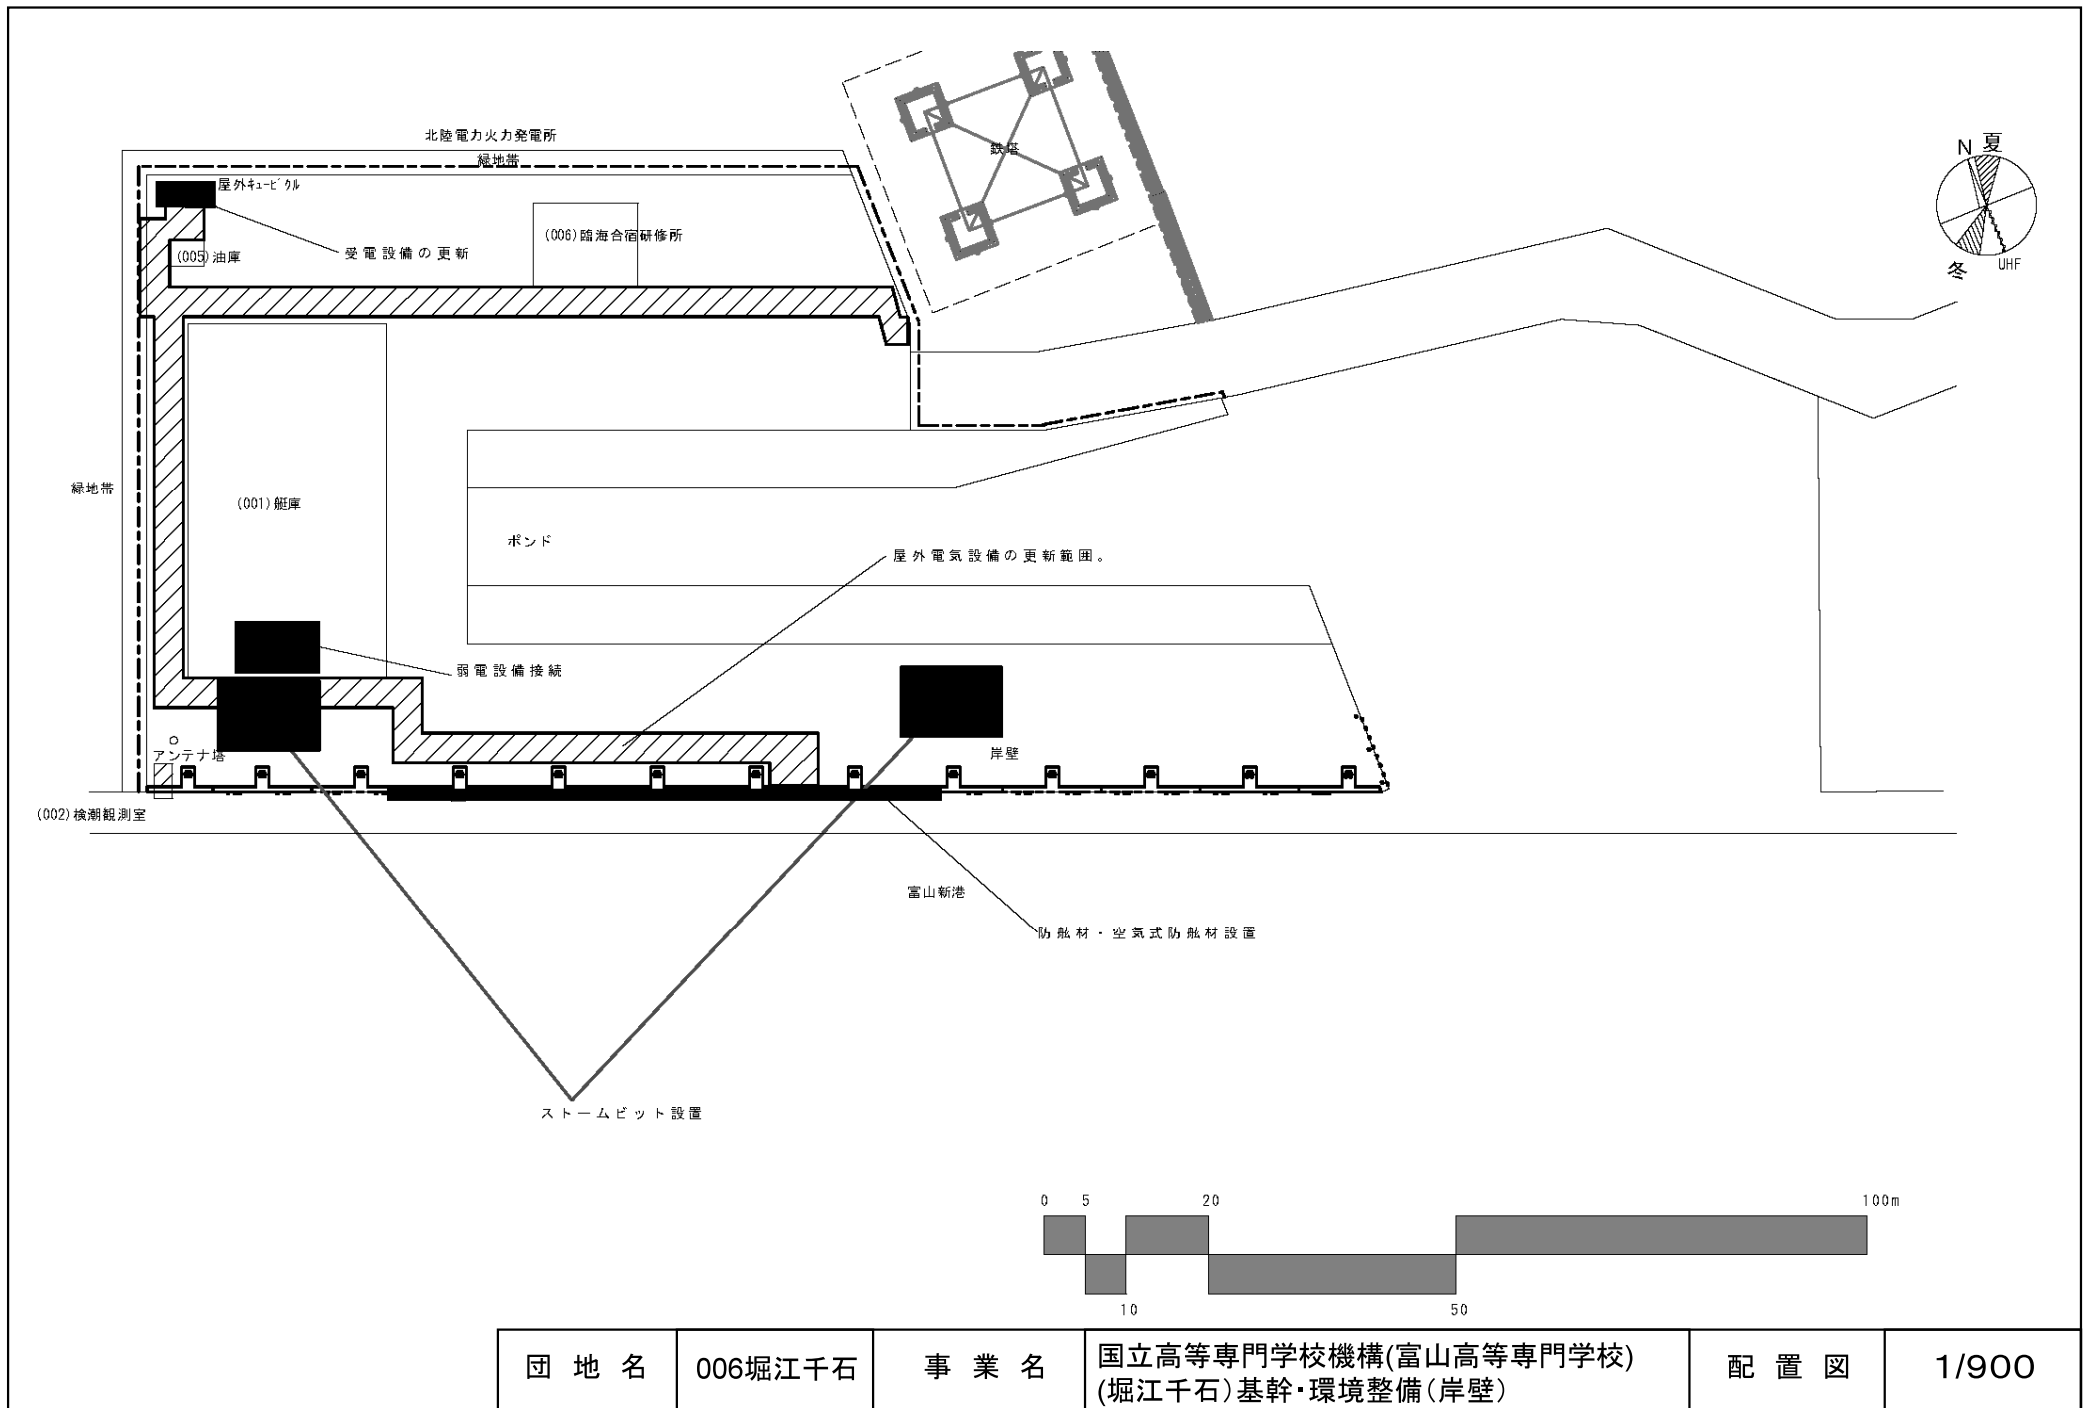 北陸電力火力発電所
緑地帯
鉄塔
N 夏
冬
UHF
屋外キュービクル
(006)臨海合宿研修所
(005)油庫
受電設備の更新
緑地帯
(001)艇庫
ポンド
屋外電気設備の更新範囲。
弱電設備接続
アンテナ塔
岸壁
(002)検潮観測室
富山新港
防舷材・空気式防舷材設置
ストームビット設置
0 5 20 100m
10 50
団地名 006堀江千石 事業名 国立高等専門学校機構(富山高等専門学校)
(堀江千石)基幹・環境整備(岸壁) 配置図 1/900